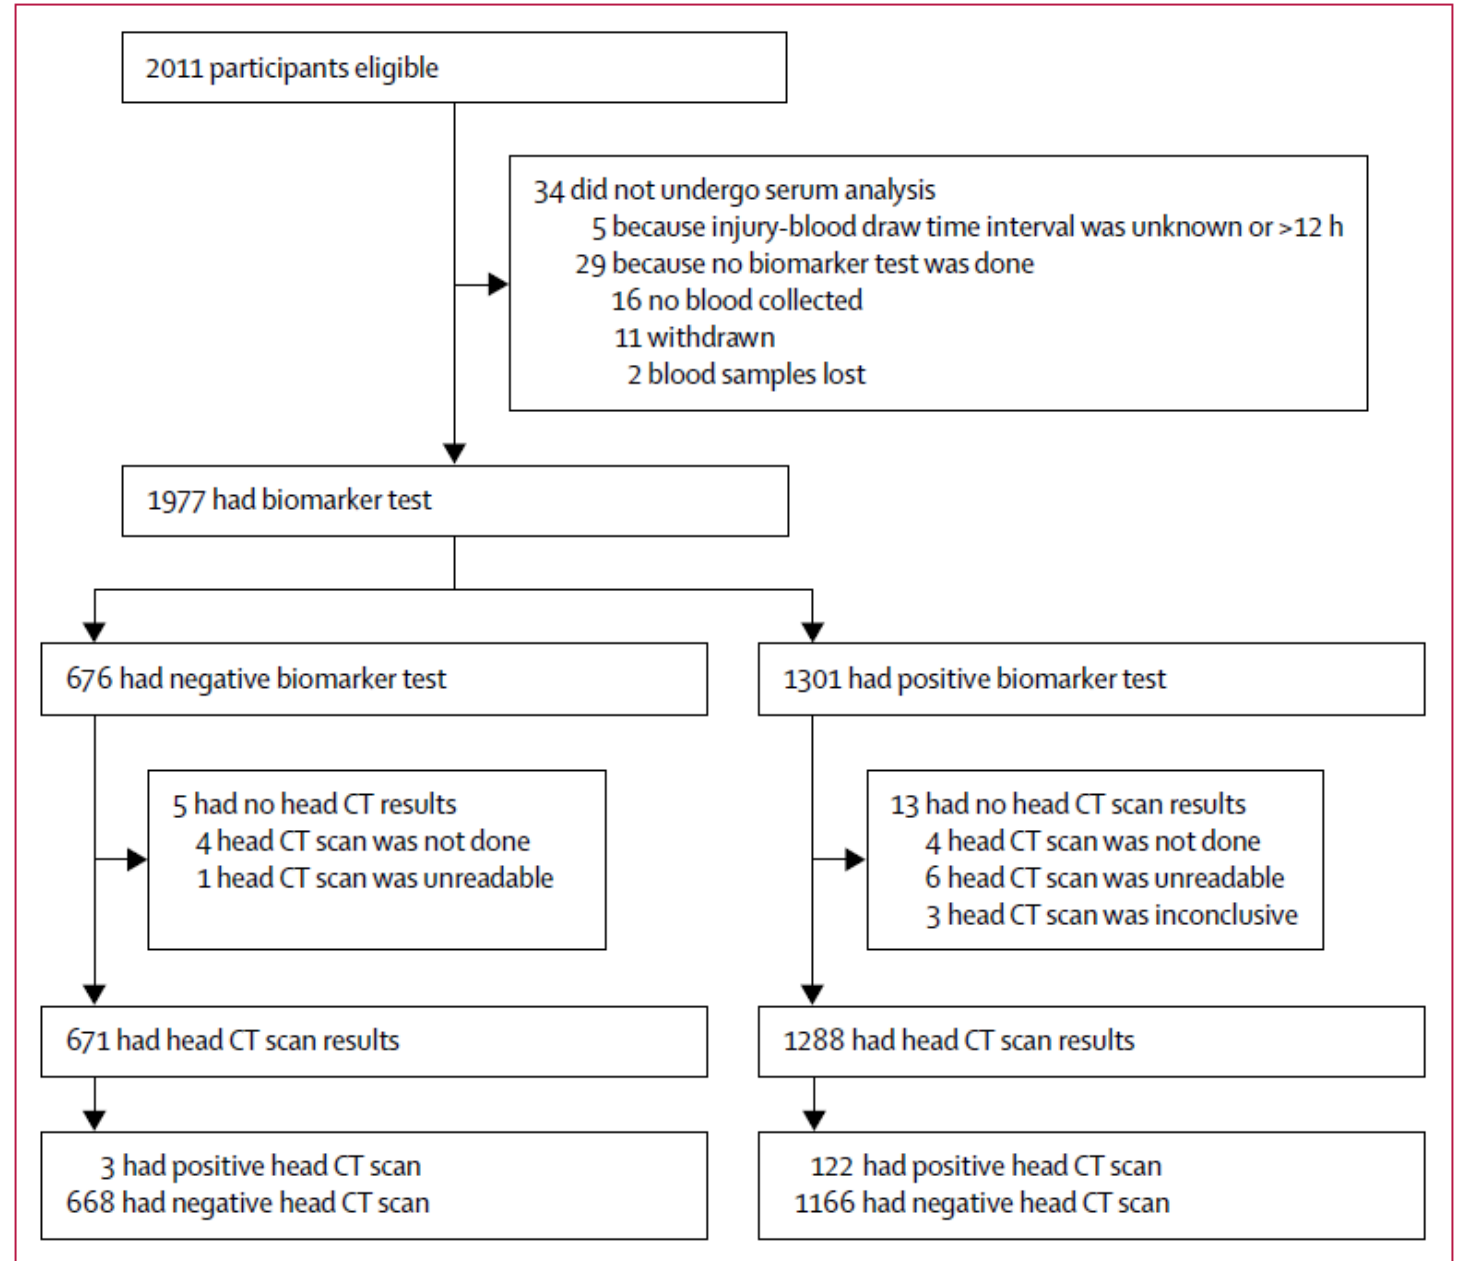 2011 participants eligible
34 did not undergo serum analysis
5 because injury-blood draw time interval was unknown or >12 h
29 because no biomarker test was done
16 no blood collected
11 withdrawn
2 blood samples lost
1977 had biomarker test
676 had negative biomarker test
1301 had positive biomarker test
5 had no head CT results
4 head CT scan was not done
1 head CT scan was unreadable
13 had no head CT scan results
4 head CT scan was not done
6 head CT scan was unreadable
3 head CT scan was inconclusive
671 had head CT scan results
1288 had head CT scan results
3 had positive head CT scan
668 had negative head CT scan
122 had positive head CT scan
1166 had negative head CT scan